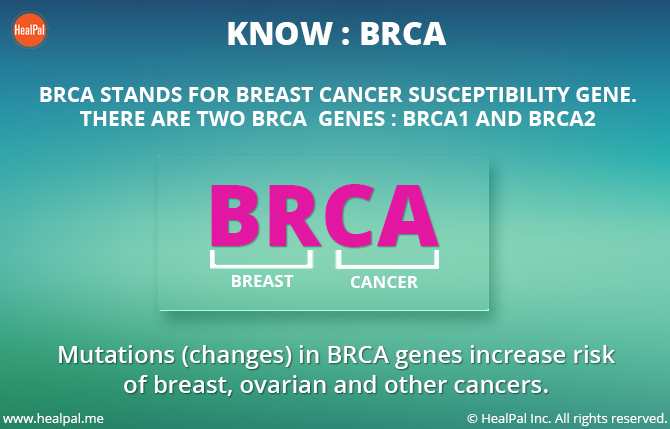 HealPal
KNOW : BRCA
BRCA STANDS FOR BREAST CANCER SUSCEPTIBILITY GENE.
THERE ARE TWO BRCA GENES : BRCA1 AND BRCA2
BRCA
BREAST CANCER
Mutations (changes) in BRCA genes increase risk
of breast, ovarian and other cancers.
www.healpal.me
© HealPal Inc. All rights reserved.